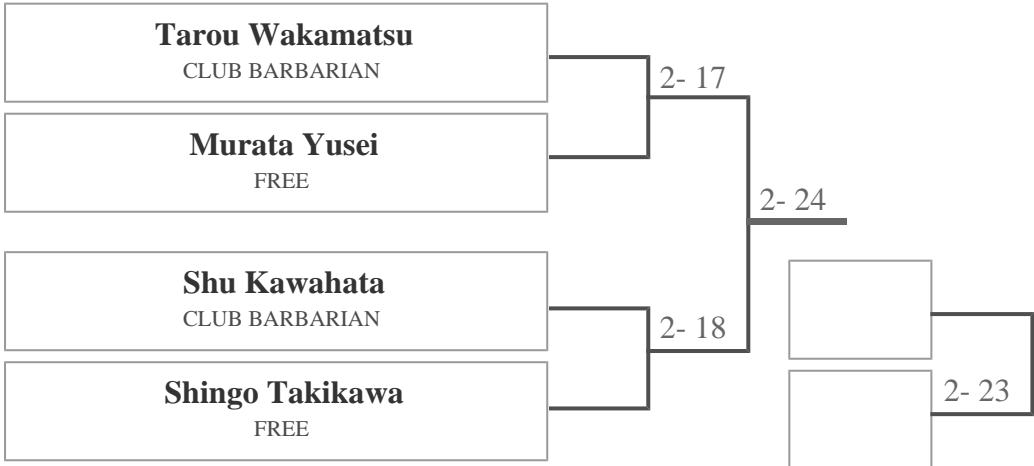 Tarou Wakamatsu
CLUB BARBARIAN
2- 17
Murata Yusei
FREE
2- 24
Shu Kawahata
CLUB BARBARIAN
2- 18
Shingo Takikawa
FREE
2- 23